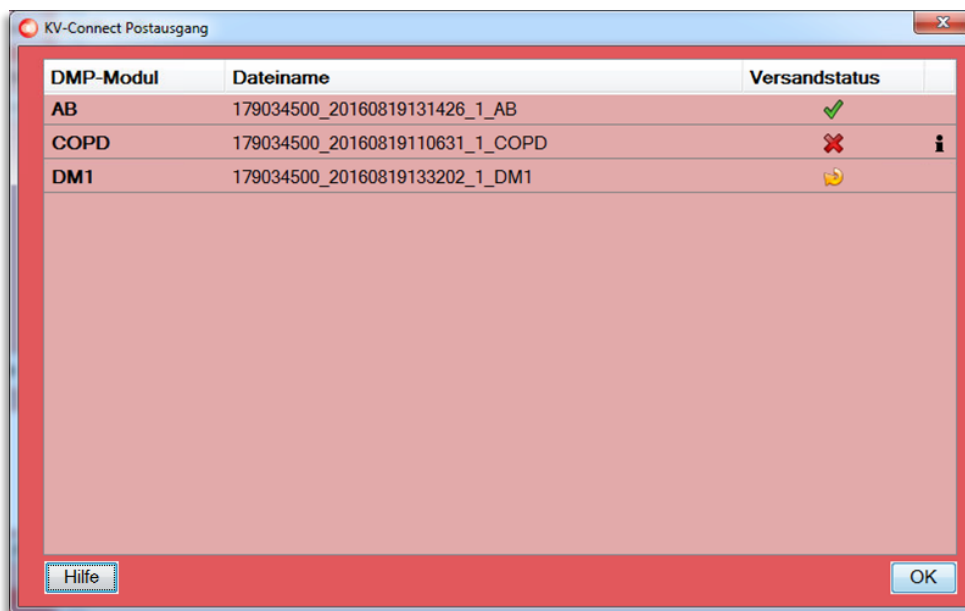 KV-Connect Postausgang
DMP-Modul Dateiname Versandstatus
AB 179034500_20160819131426_1_AB
COPD 179034500_20160819110631_1_COPD
DM1 179034500_20160819133202_1_DM1
Hilfe OK